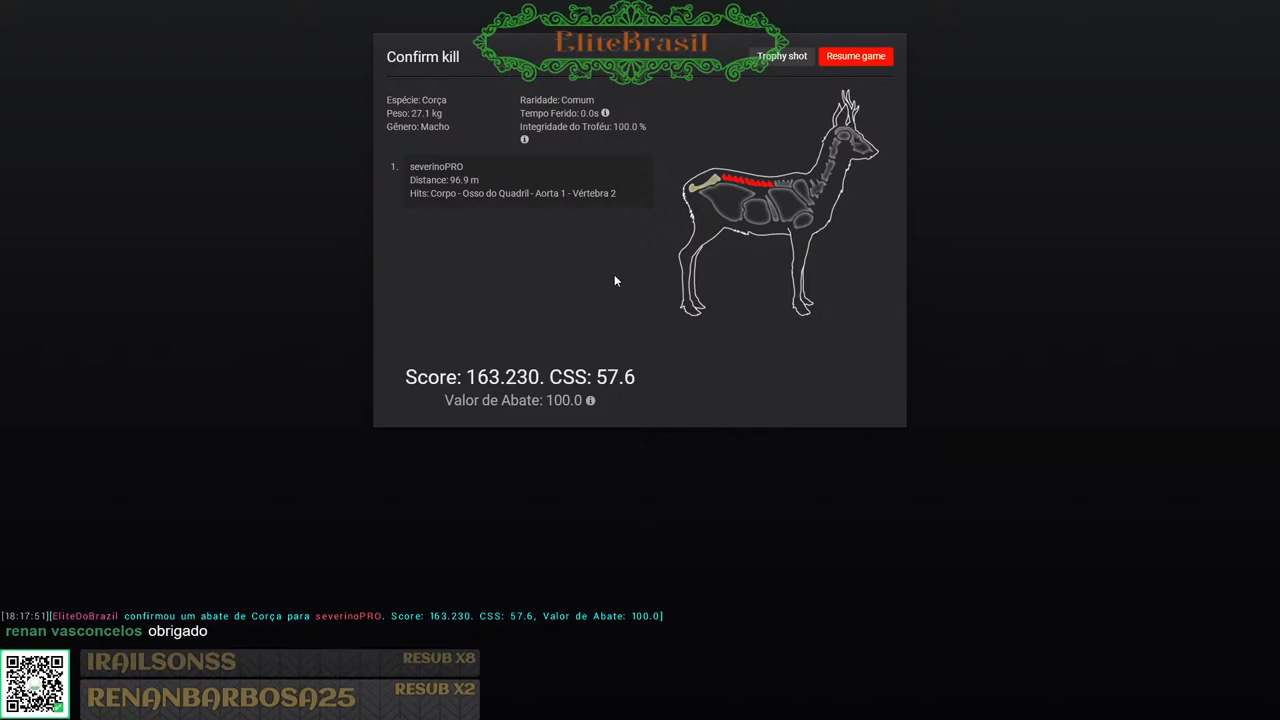 EliteBrasil
Confirm kill
Trophy shot
Resume game
Espécie: Corça
Peso: 27.1 kg
Gênero: Macho
Raridade: Comum
Tempo Ferido: 0.0s
Integridade do Troféu: 100.0 %
1.
severinoPRO
Distance: 96.9 m
Hits: Corpo - Osso do Quadril - Aorta 1 - Vértebra 2
Score: 163.230. CSS: 57.6
Valor de Abate: 100.0
[18:17:51][EliteDoBrazil confirmou um abate de Corça para severinoPRO. Score: 163.230. CSS: 57.6, Valor de Abate: 100.0]
renan vasconcelos obrigado
IRAILSONSS RESUB X8
RENANBARBOSA25 RESUB X2